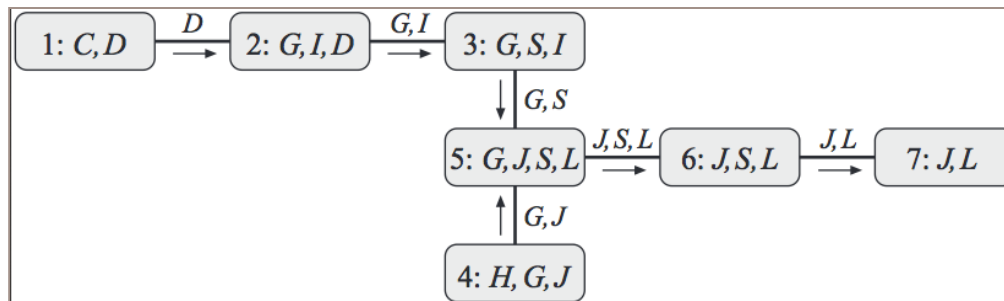 D
G, I
1: C, D
2: G, I, D
3: G, S, I
G, S
J, S, L
J, L
5: G, J, S, L
6: J, S, L
7: J, L
G, J
4: H, G, J